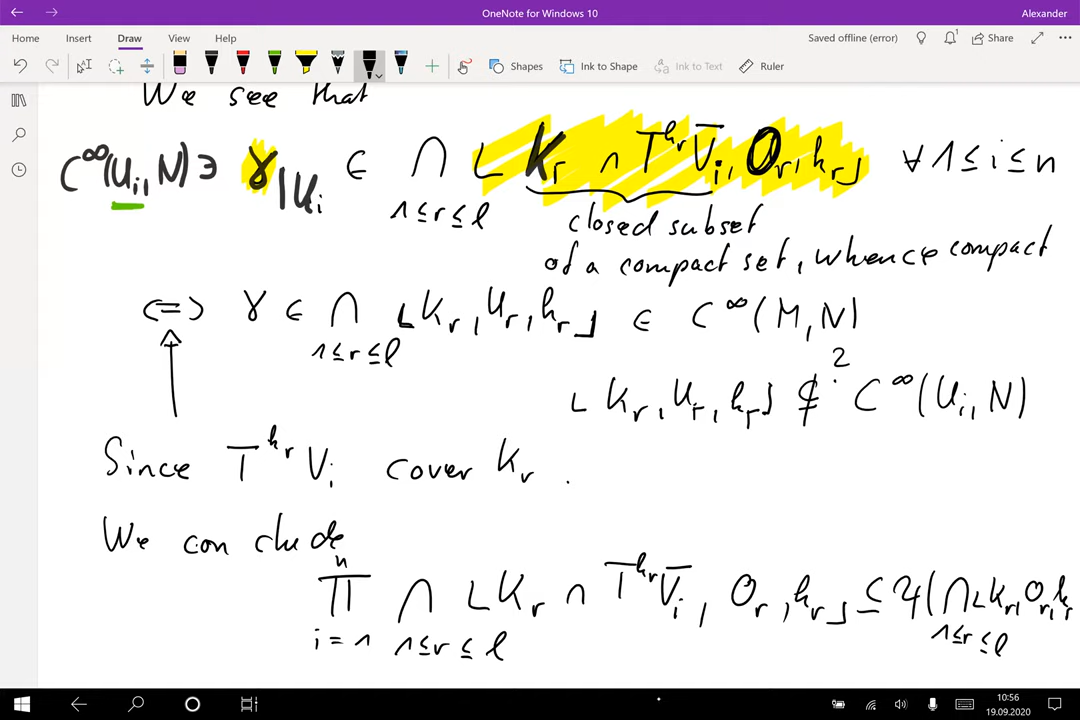 OneNote for Windows 10
Alexander
Home Insert Draw View Help
Saved offline (error) Share
Ink to Shape Shapes Ink to Text Ruler
We see that
C^∞(U_i, N) ∋ γ|U_i ∈ ∩ ⌊K_r ∩ T^{k_r} V̅_i, O_r, k_r⌋ ∀ 1≤i≤n
1≤r≤l
closed subset
of a compact set, whence compact
⇔ γ ∈ ∩ ⌊K_r, U_r, k_r⌋ ∈ C^∞(M, N)
1≤r≤l
2
⌊K_r, U_r, k_r⌋ ⊄ C^∞(U_i, N)
Since T^{k_r} V_i cover K_r.
We conclude
n
∏ ∩ ⌊K_r ∩ T^{k_r} V̅_i, O_r, k_r⌋ ⊆ Ψ(∩⌊K_r, O_r, k_r
i=1 1≤r≤l 1≤r≤l
10:56
19.09.2020